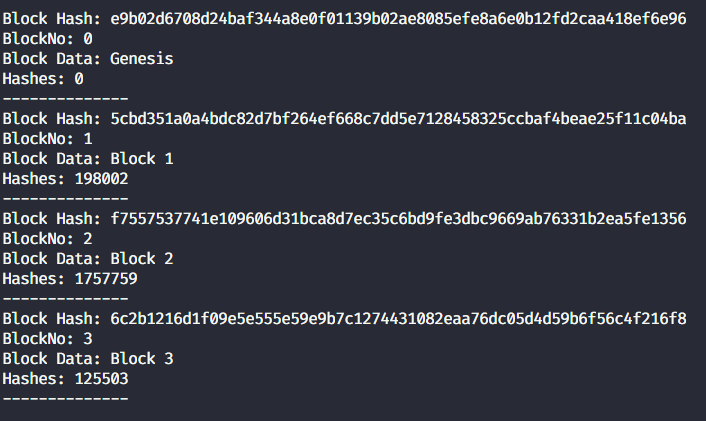 Block Hash: e9b02d6708d24baf344a8e0f01139b02ae8085efe8a6e0b12fd2caa418ef6e96
BlockNo: 0
Block Data: Genesis
Hashes: 0
--------------
Block Hash: 5cbd351a0a4bdc82d7bf264ef668c7dd5e7128458325ccbaf4beae25f11c04ba
BlockNo: 1
Block Data: Block 1
Hashes: 198002
--------------
Block Hash: f7557537741e109606d31bca8d7ec35c6bd9fe3dbc9669ab76331b2ea5fe1356
BlockNo: 2
Block Data: Block 2
Hashes: 1757759
--------------
Block Hash: 6c2b1216d1f09e5e555e59e9b7c1274431082eaa76dc05d4d59b6f56c4f216f8
BlockNo: 3
Block Data: Block 3
Hashes: 125503
--------------